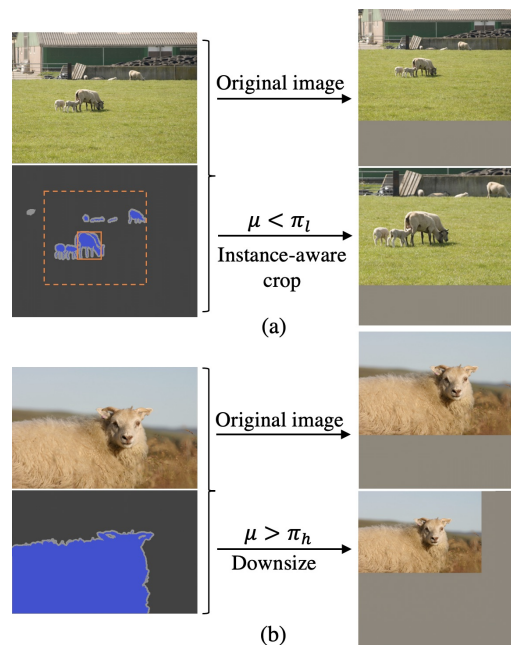 Original image
μ < π_l
Instance-aware
crop
(a)
Original image
μ > π_h
Downsize
(b)